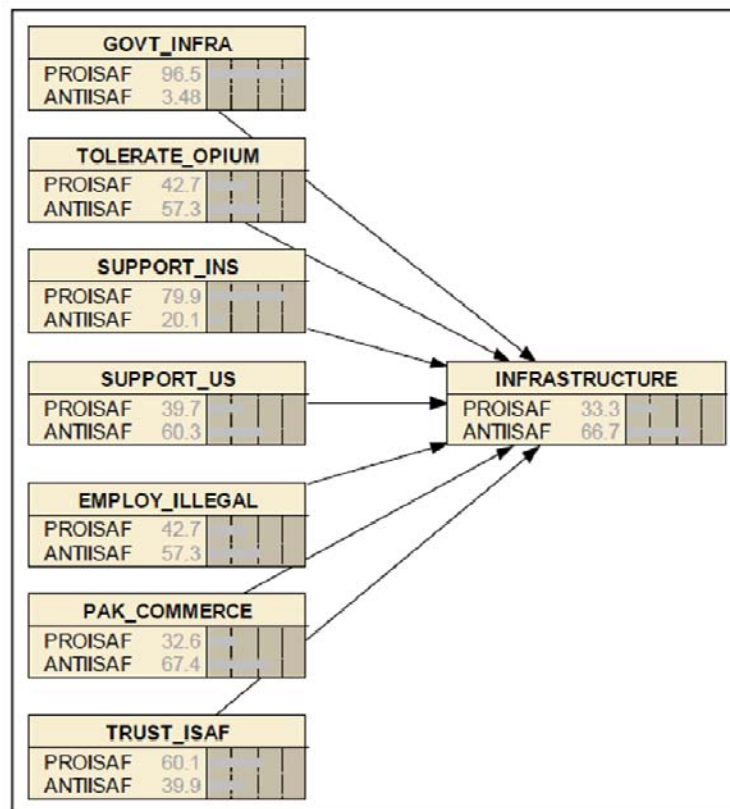 GOVT_INFRA
PROISAF 96.5
ANTIISAF 3.48
TOLERATE_OPIUM
PROISAF 42.7
ANTIISAF 57.3
SUPPORT_INS
PROISAF 79.9
ANTIISAF 20.1
SUPPORT_US
PROISAF 39.7
ANTIISAF 60.3
EMPLOY_ILLEGAL
PROISAF 42.7
ANTIISAF 57.3
PAK_COMMERCE
PROISAF 32.6
ANTIISAF 67.4
TRUST_ISAF
PROISAF 60.1
ANTIISAF 39.9
INFRASTRUCTURE
PROISAF 33.3
ANTIISAF 66.7